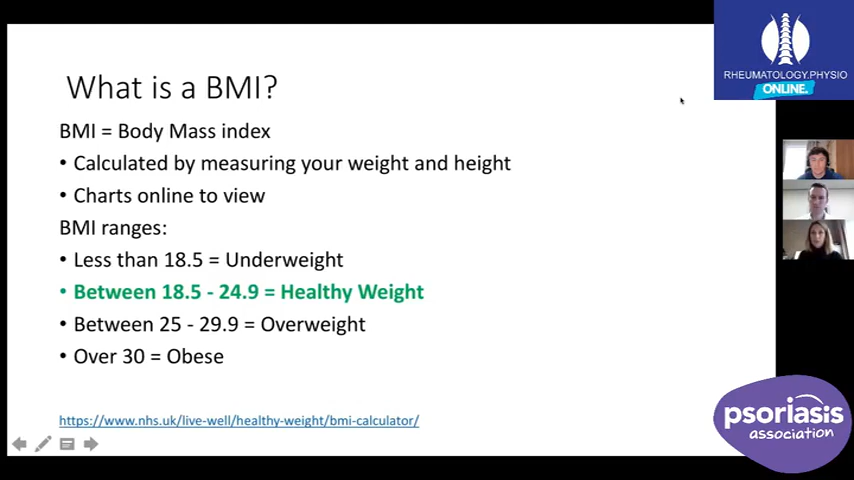 What is a BMI?
BMI = Body Mass index
• Calculated by measuring your weight and height
• Charts online to view
BMI ranges:
• Less than 18.5 = Underweight
• Between 18.5 - 24.9 = Healthy Weight
• Between 25 - 29.9 = Overweight
• Over 30 = Obese
https://www.nhs.uk/live-well/healthy-weight/bmi-calculator/
RHEUMATOLOGY.PHYSIO
ONLINE.
psoriasis
association